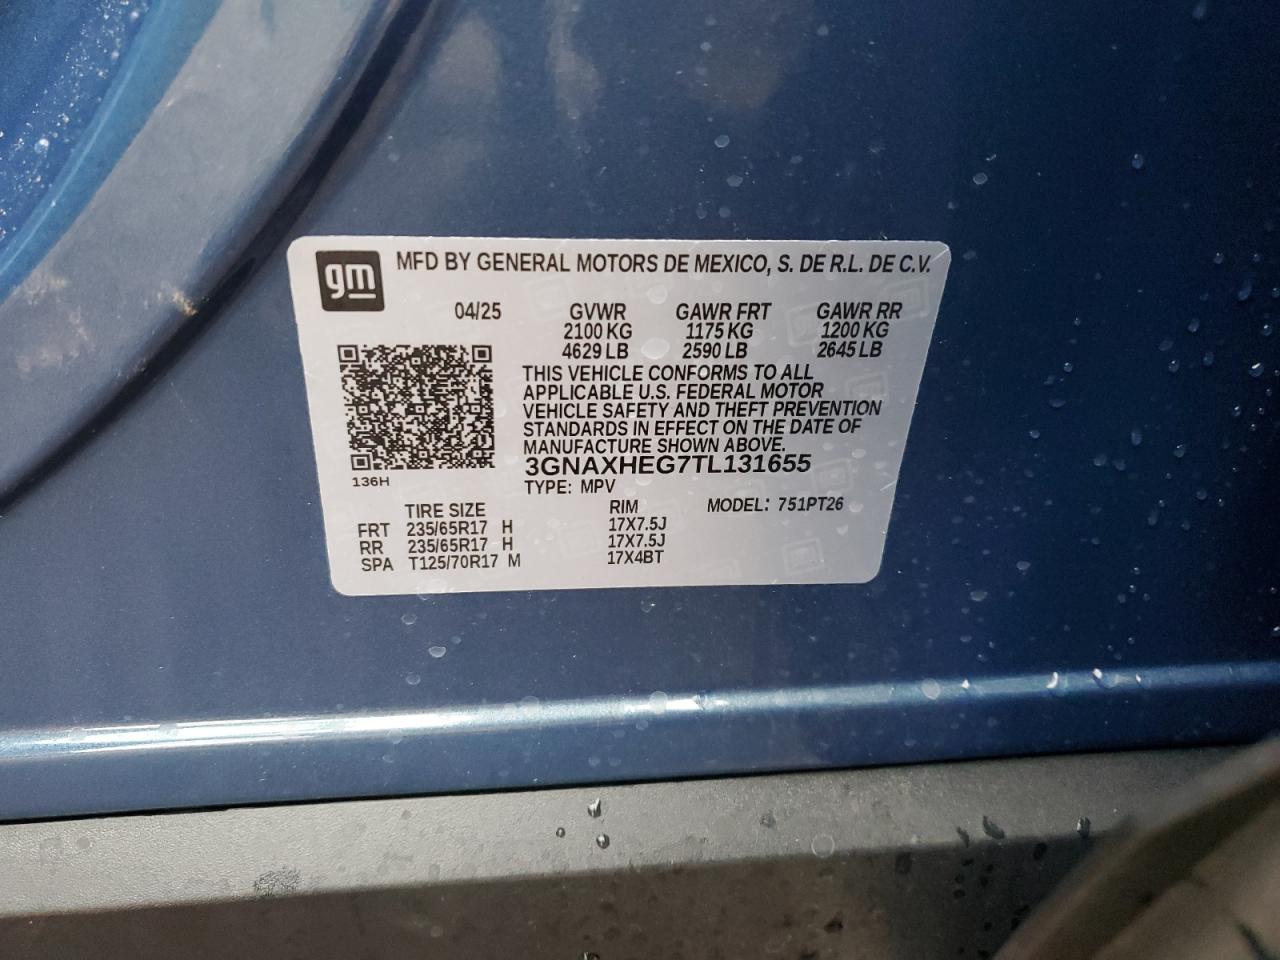 gm
MFD BY GENERAL MOTORS DE MEXICO, S. DE R.L. DE C.V.
04/25 GVWR GAWR FRT GAWR RR
2100 KG 1175 KG 1200 KG
4629 LB 2590 LB 2645 LB
THIS VEHICLE CONFORMS TO ALL
APPLICABLE U.S. FEDERAL MOTOR
VEHICLE SAFETY AND THEFT PREVENTION
STANDARDS IN EFFECT ON THE DATE OF
MANUFACTURE SHOWN ABOVE.
3GNAXHEG7TL131655
136H
TYPE: MPV
TIRE SIZE RIM MODEL: 751PT26
FRT 235/65R17 H 17X7.5J
RR 235/65R17 H 17X7.5J
SPA T125/70R17 M 17X4BT